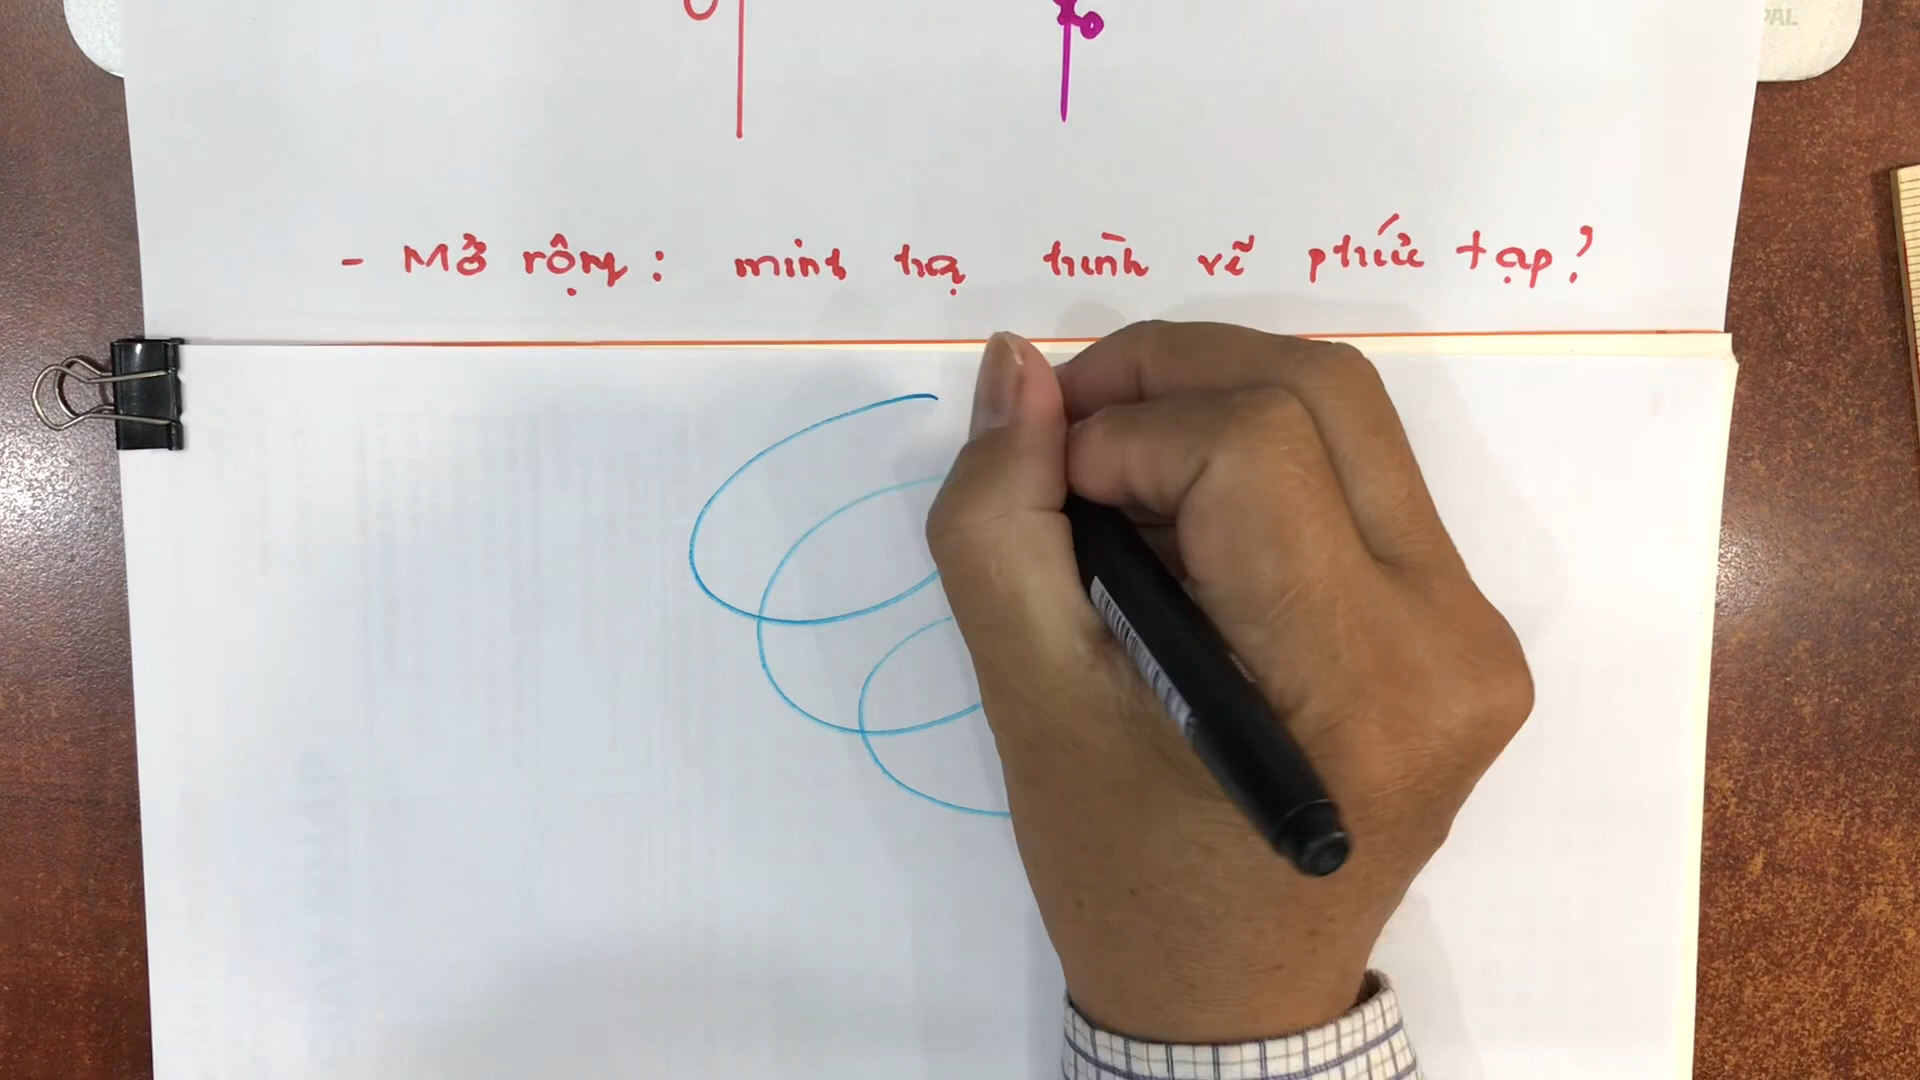 - Mở rộng : minh họa hình vẽ phức tạp?